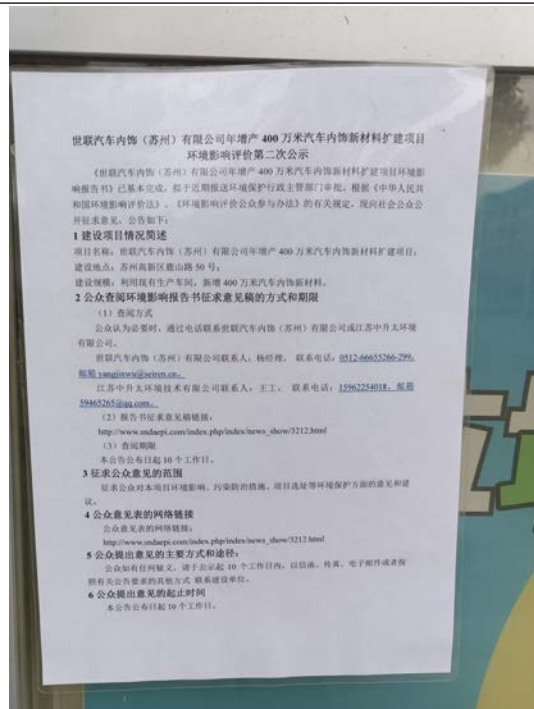 世联汽车内饰（苏州）有限公司年增产 400 万米汽车内饰新材料扩建项目
环境影响评价第二次公示
《世联汽车内饰（苏州）有限公司年增产 400 万米汽车内饰新材料扩建项目环境影
响报告书》已基本完成，拟于近期报送环境保护行政主管部门审批，根据《中华人民共
和国环境影响评价法》、《环境影响评价公众参与办法》的有关规定，现向社会公众公
开征求意见，公告如下：
1 建设项目情况简述
项目名称：世联汽车内饰（苏州）有限公司年增产 400 万米汽车内饰新材料扩建项目；
建设地点：苏州高新区鹿山路 50 号；
建设规模：利用现有生产车间，新增 400 万米汽车内饰新材料。
2 公众查阅环境影响报告书征求意见稿的方式和期限
（1）查阅方式
公众认为必要时，通过电话联系世联汽车内饰（苏州）有限公司或江苏中升太环境
有限公司。
世联汽车内饰（苏州）有限公司联系人：杨经理， 联系电话：0512-66655266-299，
邮箱 yangjinwu@seiren.cn。
江苏中升太环境技术有限公司联系人：王工， 联系电话：15962254018，邮箱
59465265@qq.com。
（2）报告书征求意见稿链接：
http://www.sndaepi.com/index.php/index/news_show/3212.html
（3）查阅期限
本公告公布日起 10 个工作日。
3 征求公众意见的范围
征求公众对本项目环境影响、污染防治措施、项目选址等环境保护方面的意见和建
议。
4 公众意见表的网络链接
公众意见表的网络链接：
http://www.sndaepi.com/index.php/index/news_show/3212.html
5 公众提出意见的主要方式和途径：
公众如有任何疑义，请于公示起 10 个工作日内，以信函、传真、电子邮件或者按
照有关公告要求的其他方式 联系建设单位。
6 公众提出意见的起止时间
本公告公布日起 10 个工作日。